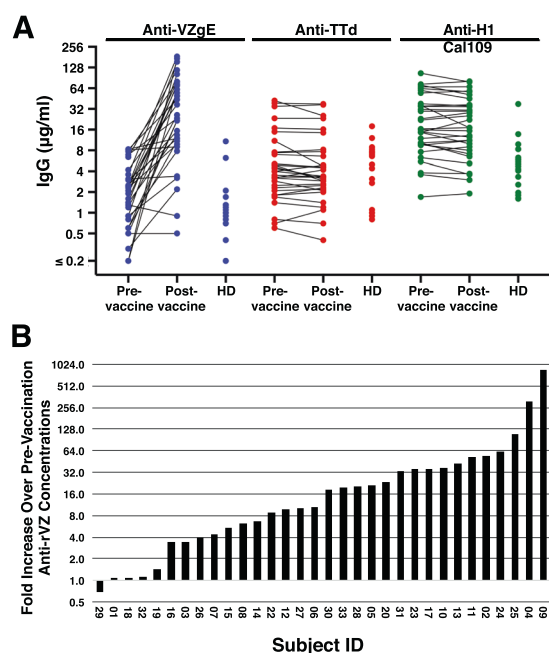 A
Anti-VZgE Anti-TTd Anti-H1
Cal109
IgG (µg/ml)
256
128
64
32
16
8
4
2
1
0.5
≤ 0.2
Pre- Post- HD Pre- Post- HD Pre- Post- HD
vaccine vaccine vaccine vaccine vaccine vaccine
B
Fold Increase Over Pre-Vaccination
Anti-rVZ Concentrations
1024.0
512.0
256.0
128.0
64.0
32.0
16.0
8.0
4.0
2.0
1.0
0.5
29 01 18 32 19 16 03 26 07 15 08 14 22 12 27 06 30 33 28 05 20 31 23 17 10 13 11 02 24 25 04 09
Subject ID